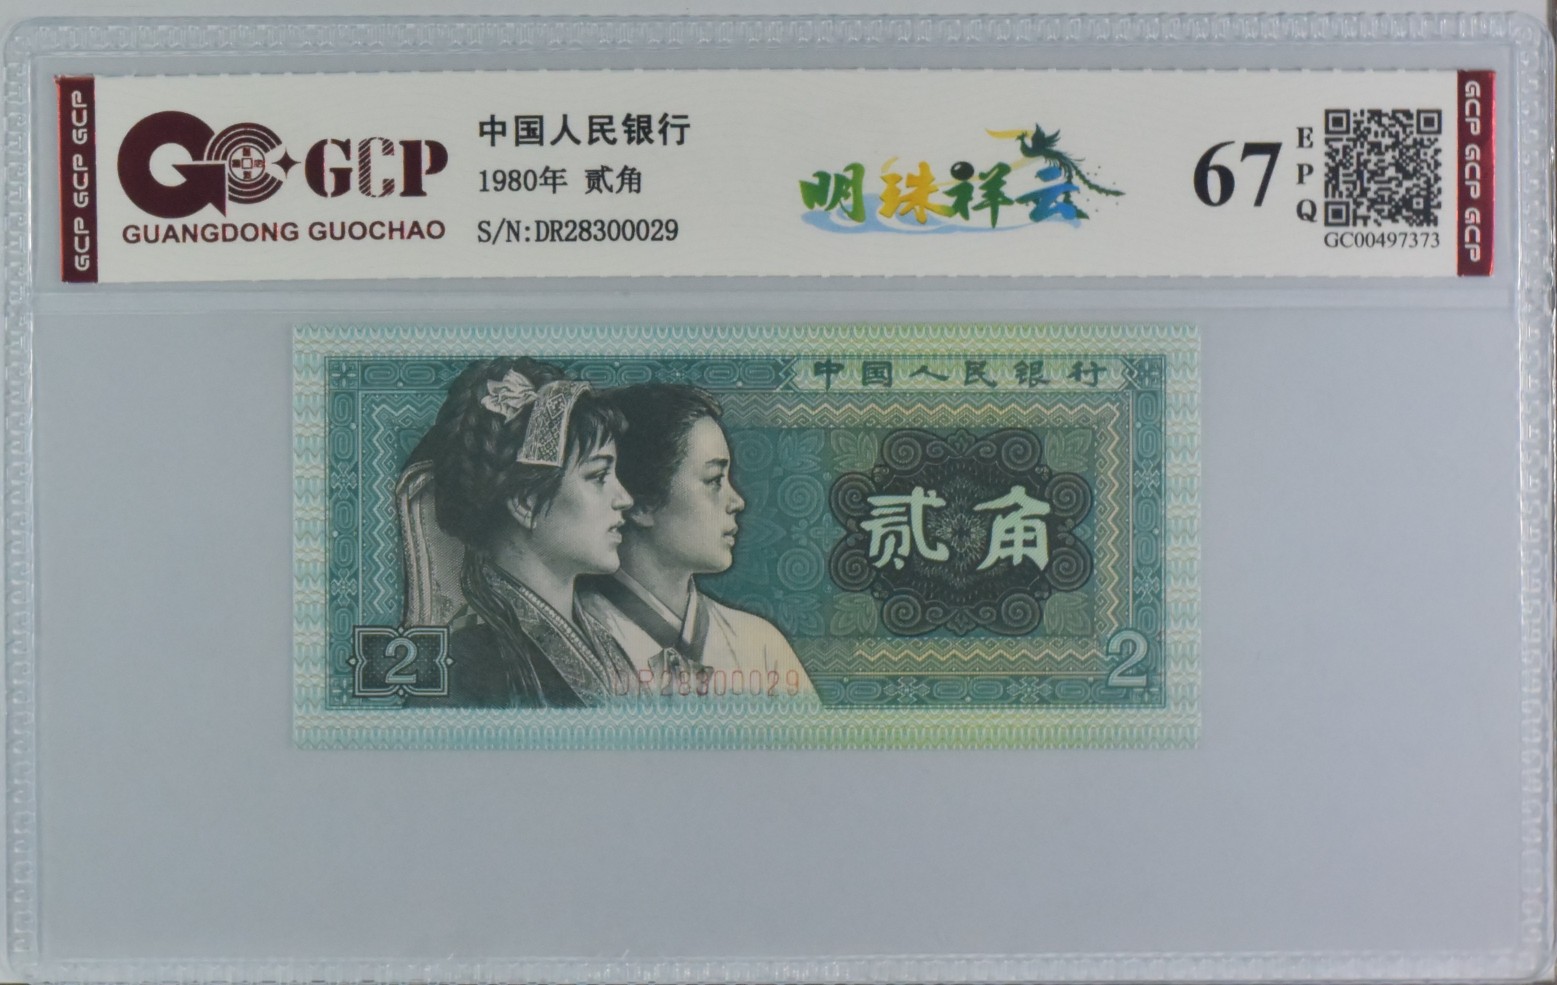 GCP GCP GCP
GCP
GUANGDONG GUOCHAO
中国人民银行
1980年 贰角
S/N:DR28300029
明珠祥云
67
EPQ
GC00497373
GCP GCP GCP
中国人民银行
贰角
2
DR28300029
2